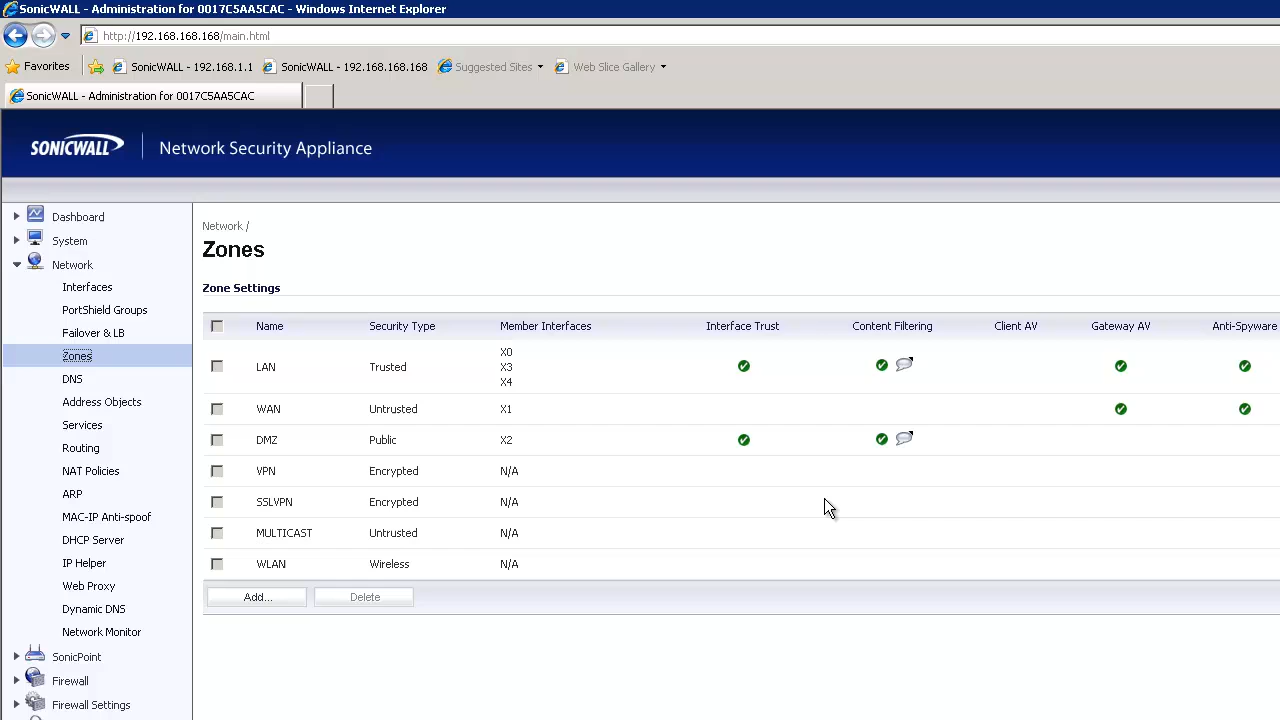 SonicWALL - Administration for 0017C5AA5CAC - Windows Internet Explorer
http://192.168.168.168/main.html
Favorites SonicWALL - 192.168.1.1 SonicWALL - 192.168.168.168 Suggested Sites Web Slice Gallery
SonicWALL - Administration for 0017C5AA5CAC
SONICWALL Network Security Appliance
Dashboard
System
Network
Interfaces
PortShield Groups
Failover & LB
Zones
DNS
Address Objects
Services
Routing
NAT Policies
ARP
MAC-IP Anti-spoof
DHCP Server
IP Helper
Web Proxy
Dynamic DNS
Network Monitor
SonicPoint
Firewall
Firewall Settings
Network /
Zones
Zone Settings
Name Security Type Member Interfaces Interface Trust Content Filtering Client AV Gateway AV Anti-Spyware
X0
LAN Trusted X3
X4
WAN Untrusted X1
DMZ Public X2
VPN Encrypted N/A
SSLVPN Encrypted N/A
MULTICAST Untrusted N/A
WLAN Wireless N/A
Add... Delete